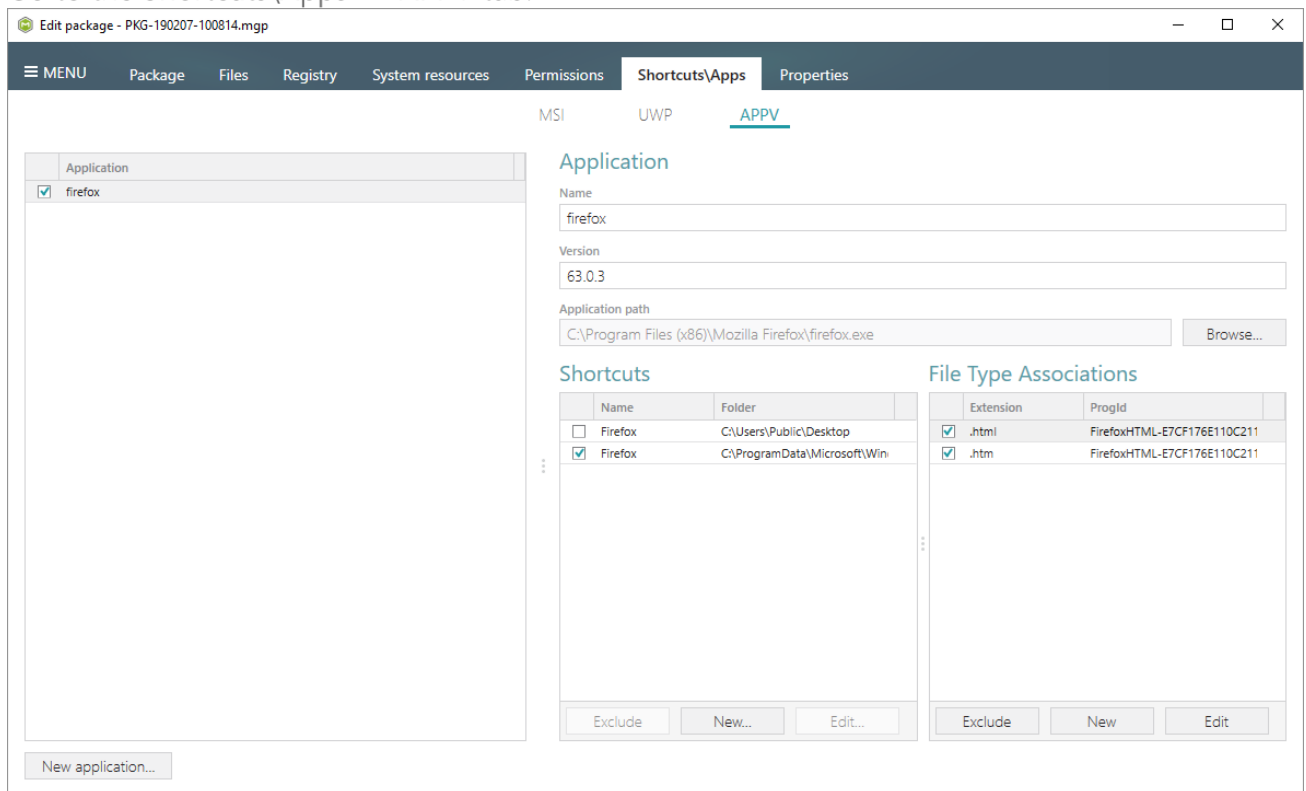 Edit package - PKG-190207-100814.mgp
MENU Package Files Registry System resources Permissions Shortcuts\Apps Properties
MSI UWP APPV
Application
firefox
Application
Name
firefox
Version
63.0.3
Application path
C:\Program Files (x86)\Mozilla Firefox\firefox.exe Browse...
Shortcuts
Name Folder
Firefox C:\Users\Public\Desktop
Firefox C:\ProgramData\Microsoft\Win
Exclude New... Edit...
File Type Associations
Extension ProgId
.html FirefoxHTML-E7CF176E110C211
.htm FirefoxHTML-E7CF176E110C211
Exclude New Edit
New application...